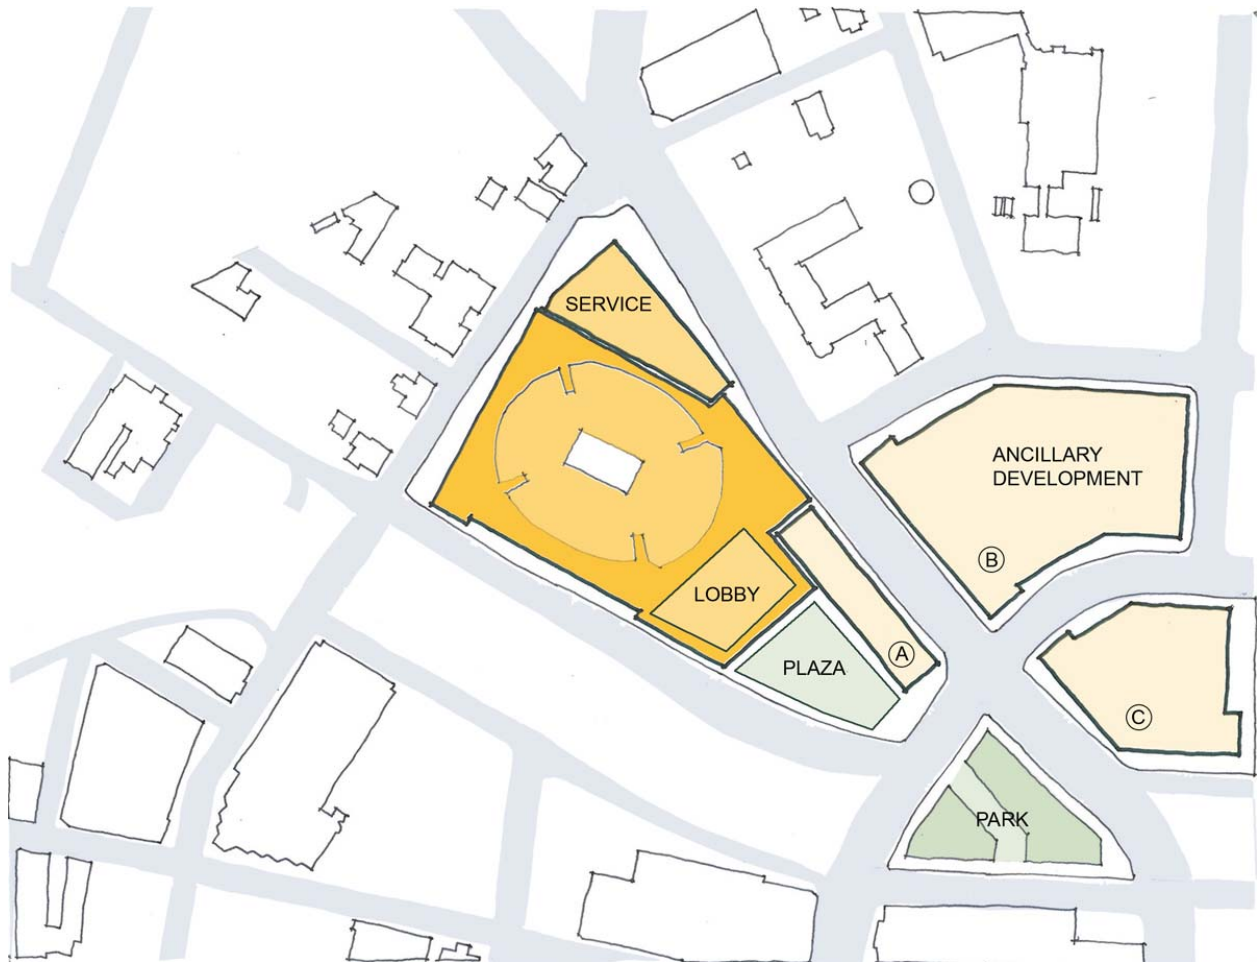 SERVICE
ANCILLARY
DEVELOPMENT
B
LOBBY
A
PLAZA
C
PARK